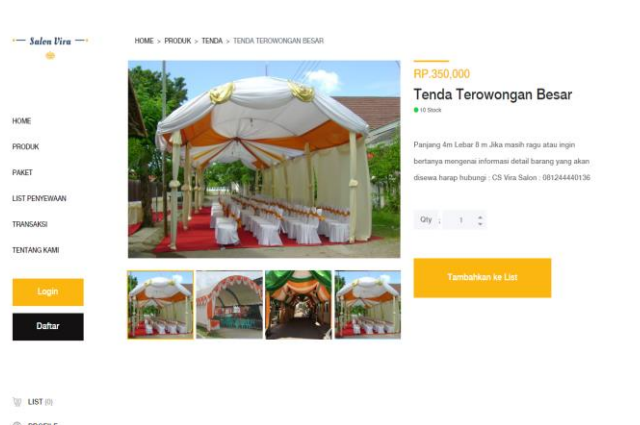 Salon Vira
HOME
PRODUK
PAKET
LIST PENYEWAAN
TRANSAKSI
TENTANG KAMI
Login
Daftar
LIST (0)
PROFILE
HOME > PRODUK > TENDA > TENDA TEROWONGAN BESAR
RP.350,000
Tenda Terowongan Besar
10 Stock
Panjang 4m Lebar 8 m Jika masih ragu atau ingin
bertanya mengenai informasi detail barang yang akan
disewa harap hubungi : CS Vira Salon : 081244440136
Qty : 1
Tambahkan ke List